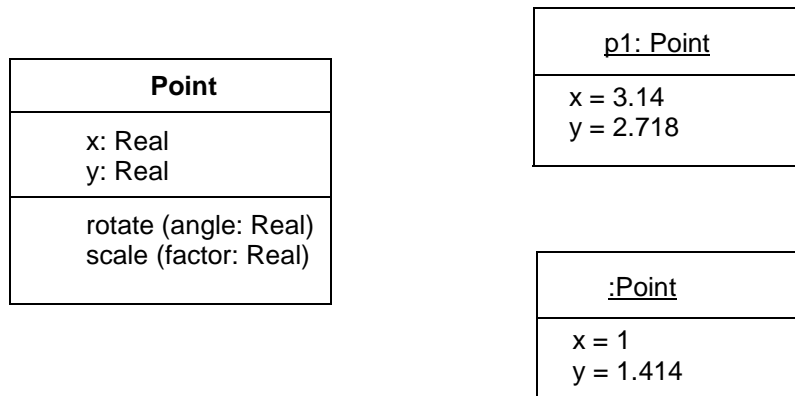 Point
x: Real
y: Real
rotate (angle: Real)
scale (factor: Real)
p1: Point
x = 3.14
y = 2.718
:Point
x = 1
y = 1.414